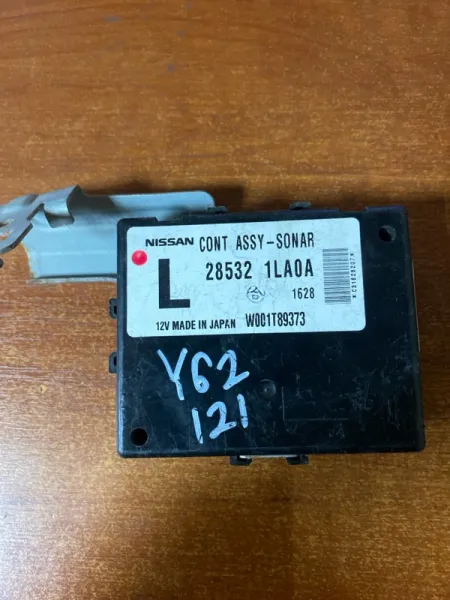 NISSAN CONT ASSY-SONAR
L 28532 1LA0A
1628
12V MADE IN JAPAN W001T89373
Y62
121